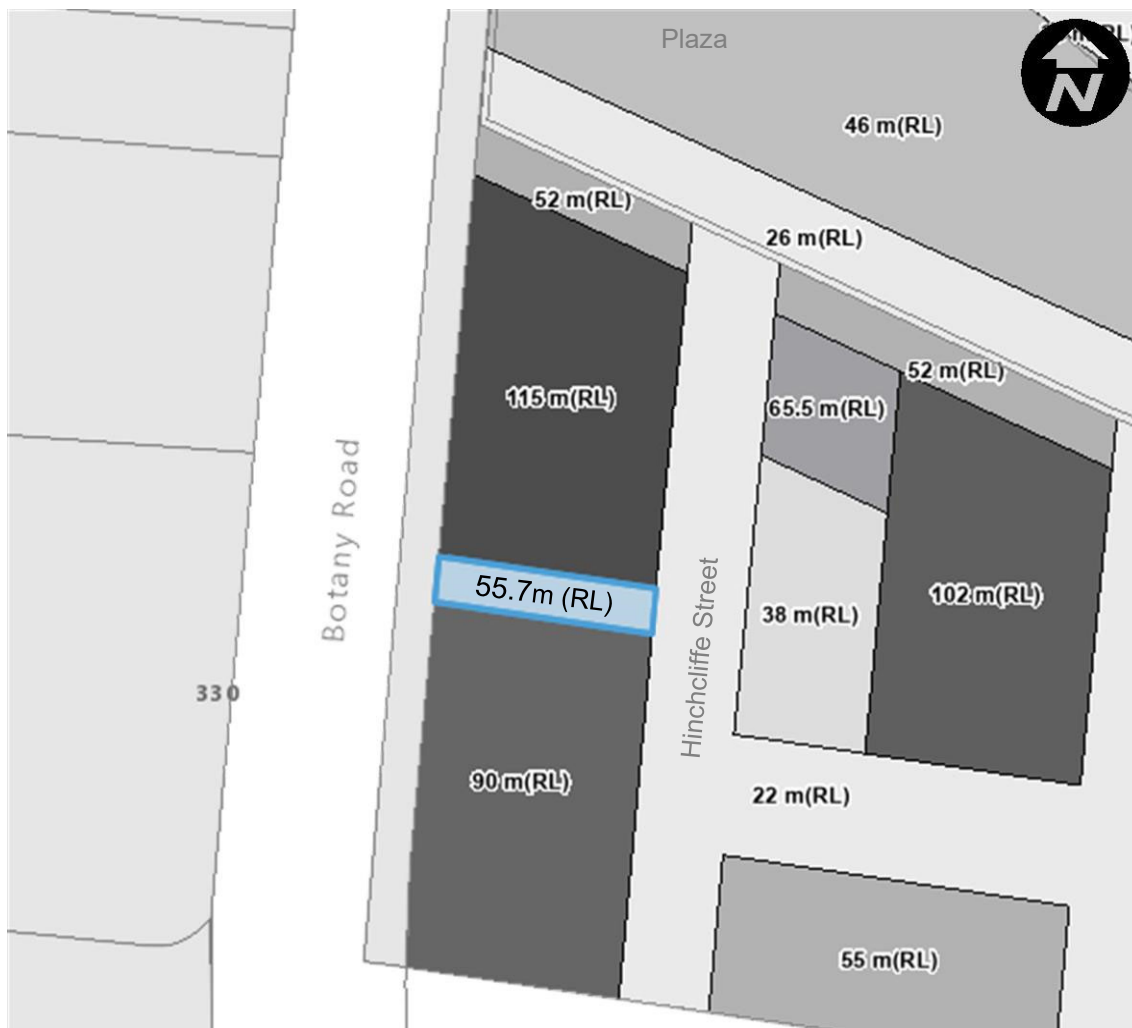 Plaza
N
46 m(RL)
52 m(RL)
26 m(RL)
52 m(RL)
115 m(RL)
65.5 m(RL)
Botany Road
55.7m (RL)
Hinchcliffe Street
38 m(RL)
102 m(RL)
330
90 m(RL)
22 m(RL)
55 m(RL)